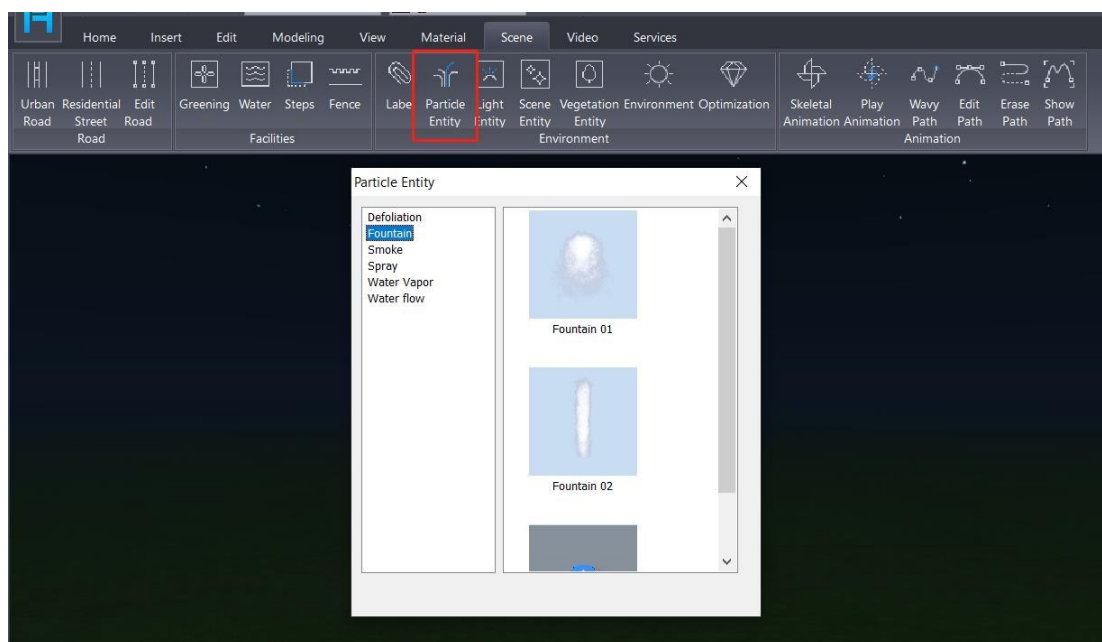 Home Insert Edit Modeling View Material Scene Video Services
Urban Road
Residential Street
Edit Road
Greening
Water
Steps
Fence
Labe
Particle Entity
Light Entity
Scene Entity
Vegetation Entity
Environment
Optimization
Skeletal Animation
Play Animation
Wavy Path
Edit Path
Erase Path
Show Path
Road Facilities Environment Animation
Particle Entity
Defoliation
Fountain
Smoke
Spray
Water Vapor
Water flow
Fountain 01
Fountain 02